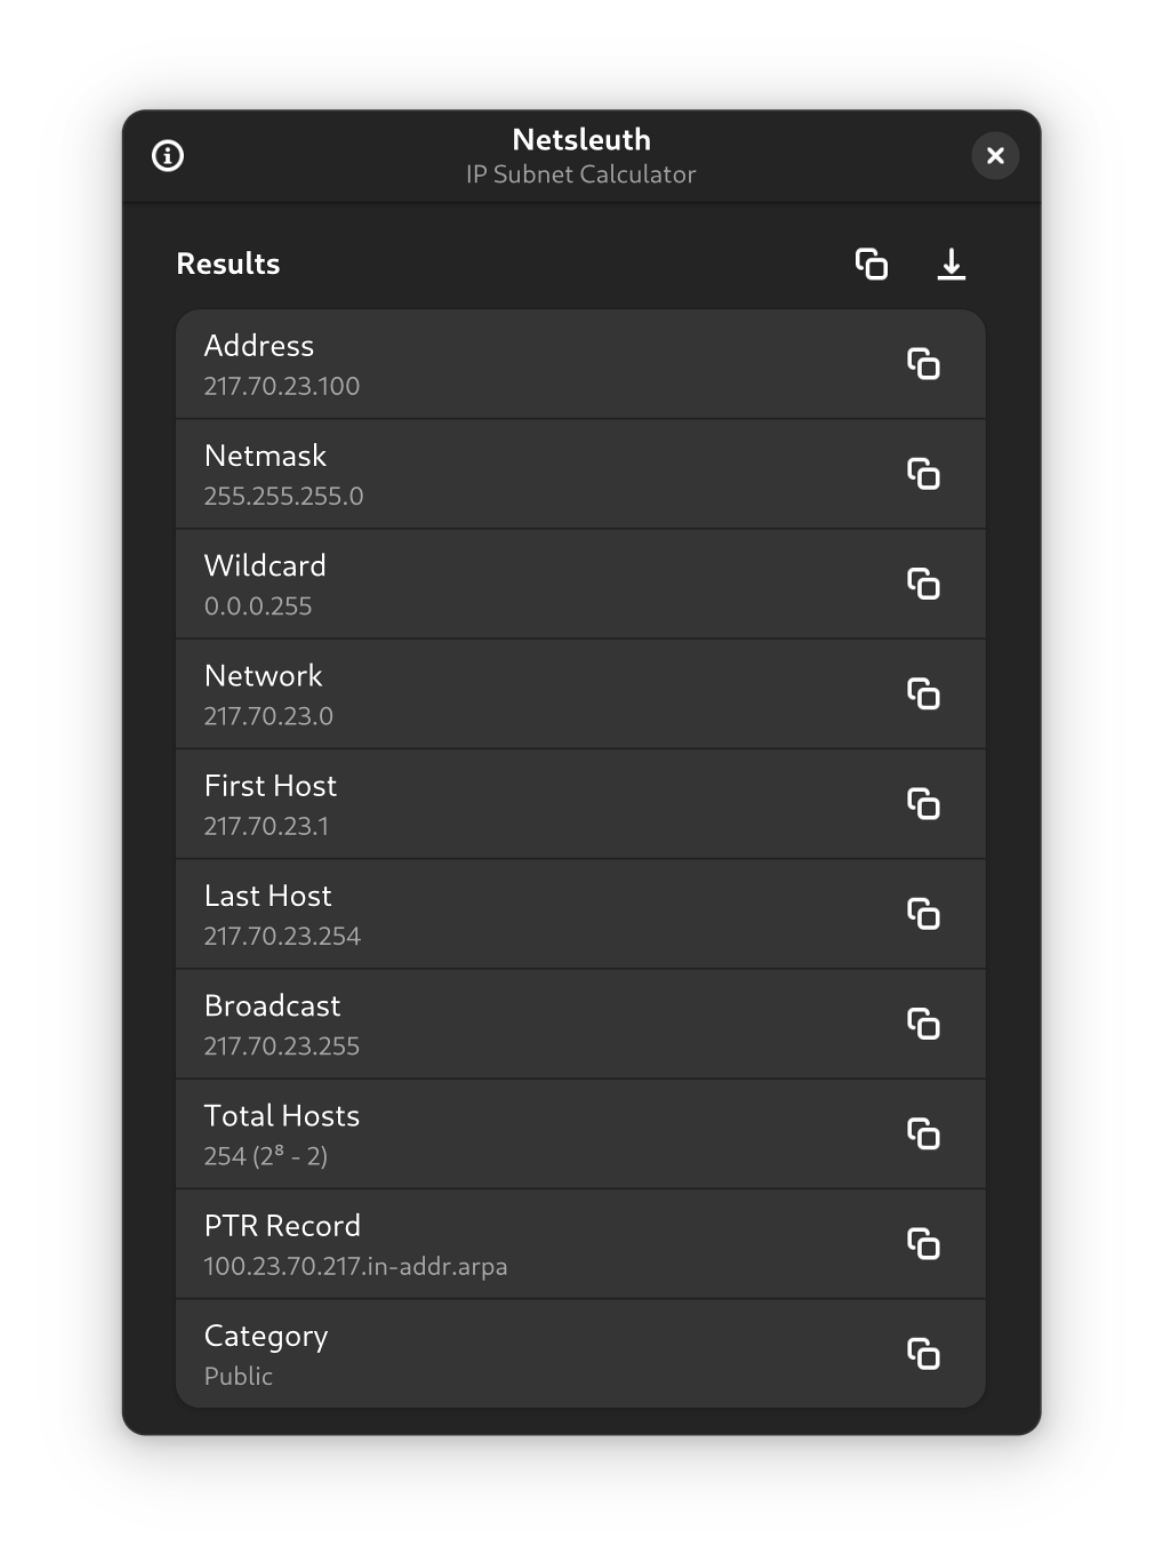 Netsleuth
IP Subnet Calculator
Results
Address
217.70.23.100
Netmask
255.255.255.0
Wildcard
0.0.0.255
Network
217.70.23.0
First Host
217.70.23.1
Last Host
217.70.23.254
Broadcast
217.70.23.255
Total Hosts
254 (2⁸ - 2)
PTR Record
100.23.70.217.in-addr.arpa
Category
Public